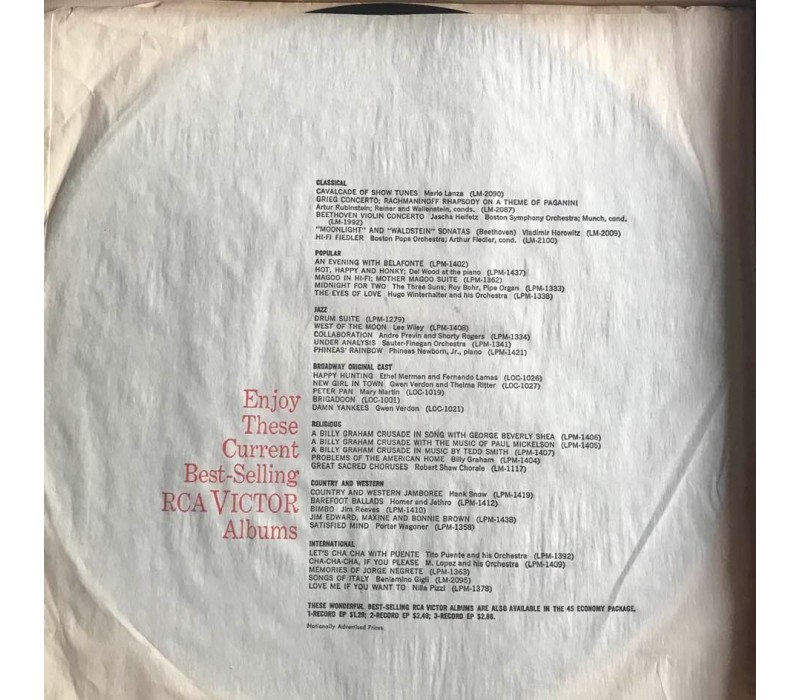 CLASSICAL
CAVALCADE OF SHOW TUNES Mario Lanza (LM-2090)
GRIEG CONCERTO; RACHMANINOFF RHAPSODY ON A THEME OF PAGANINI
Artur Rubinstein; Reiner and Wallenstein, conds. (LM-2087)
BEETHOVEN VIOLIN CONCERTO Jascha Heifetz Boston Symphony Orchestra; Munch, cond.
(LM-1992)
"MOONLIGHT" AND "WALDSTEIN" SONATAS (Beethoven) Vladimir Horowitz (LM-2009)
HI-FI FIEDLER Boston Pops Orchestra; Arthur Fiedler, cond. (LM-2100)
POPULAR
AN EVENING WITH BELAFONTE (LPM-1402)
HOT, HAPPY AND HONKY; Del Wood at the piano (LPM-1437)
MAGOO IN HI-FI; MOTHER MAGOO SUITE (LPM-1362)
MIDNIGHT FOR TWO The Three Suns; Roy Bohr, Pipe Organ (LPM-1333)
THE EYES OF LOVE Hugo Winterhalter and his Orchestra (LPM-1338)
JAZZ
DRUM SUITE (LPM-1279)
WEST OF THE MOON Lee Wiley (LPM-1408)
COLLABORATION Andre Previn and Shorty Rogers (LPM-1334)
UNDER ANALYSIS Sauter-Finegan Orchestra (LPM-1341)
PHINEAS' RAINBOW Phineas Newborn, Jr., piano (LPM-1421)
BROADWAY ORIGINAL CAST
HAPPY HUNTING Ethel Merman and Fernando Lamas (LOC-1026)
NEW GIRL IN TOWN Gwen Verdon and Thelma Ritter (LOC-1027)
PETER PAN Mary Martin (LOC-1019)
BRIGADOON (LOC-1001)
DAMN YANKEES Gwen Verdon (LOC-1021)
RELIGIOUS
A BILLY GRAHAM CRUSADE IN SONG WITH GEORGE BEVERLY SHEA (LPM-1406)
A BILLY GRAHAM CRUSADE WITH THE MUSIC OF PAUL MICKELSON (LPM-1405)
A BILLY GRAHAM CRUSADE IN MUSIC BY TEDD SMITH (LPM-1407)
PROBLEMS OF THE AMERICAN HOME Billy Graham (LPM-1404)
GREAT SACRED CHORUSES Robert Shaw Chorale (LM-1117)
COUNTRY AND WESTERN
COUNTRY AND WESTERN JAMBOREE Hank Snow (LPM-1419)
BAREFOOT BALLADS Homer and Jethro (LPM-1412)
BIMBO Jim Reeves (LPM-1410)
JIM EDWARD, MAXINE AND BONNIE BROWN (LPM-1438)
SATISFIED MIND Porter Wagoner (LPM-1358)
INTERNATIONAL
LET'S CHA CHA WITH PUENTE Tito Puente and his Orchestra (LPM-1392)
CHA-CHA-CHA, IF YOU PLEASE M. Lopez and his Orchestra (LPM-1409)
MEMORIES OF JORGE NEGRETE (LPM-1363)
SONGS OF ITALY Beniamino Gigli (LM-2095)
LOVE ME IF YOU WANT TO Nilla Pizzi (LPM-1378)
THESE WONDERFUL BEST-SELLING RCA VICTOR ALBUMS ARE ALSO AVAILABLE IN THE 45 ECONOMY PACKAGE.
1-RECORD EP $1.29; 2-RECORD EP $2.49; 3-RECORD EP $2.98.
Nationally Advertised Prices
Enjoy
These
Current
Best-Selling
RCA VICTOR
Albums